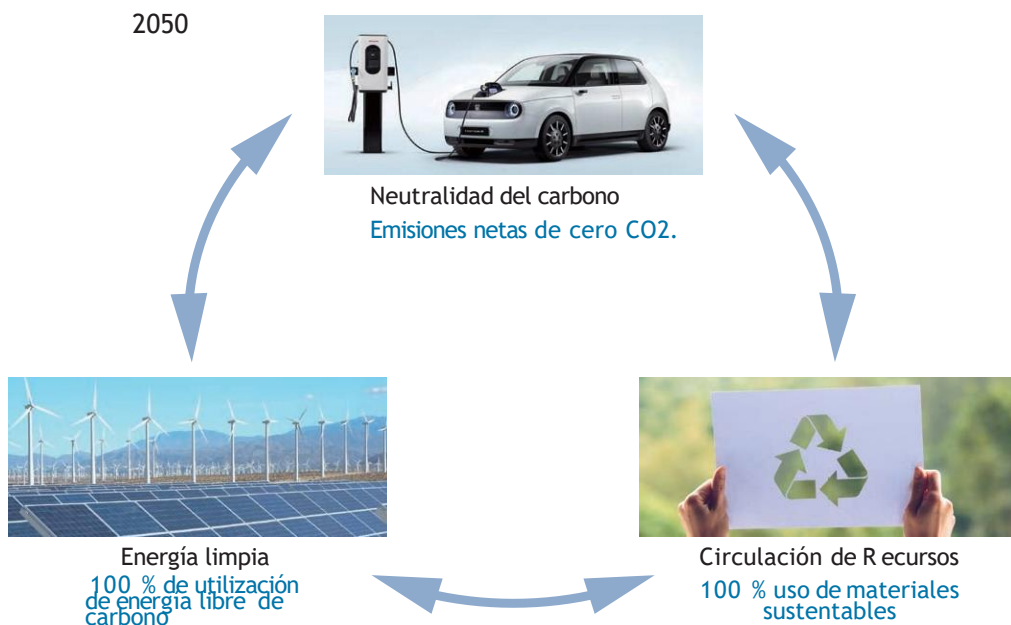 2050
Neutralidad del carbono
Emisiones netas de cero CO2.
Energía limpia
100 % de utilización
de energía libre de
carbono
Circulación de R ecursos
100 % uso de materiales
sustentables